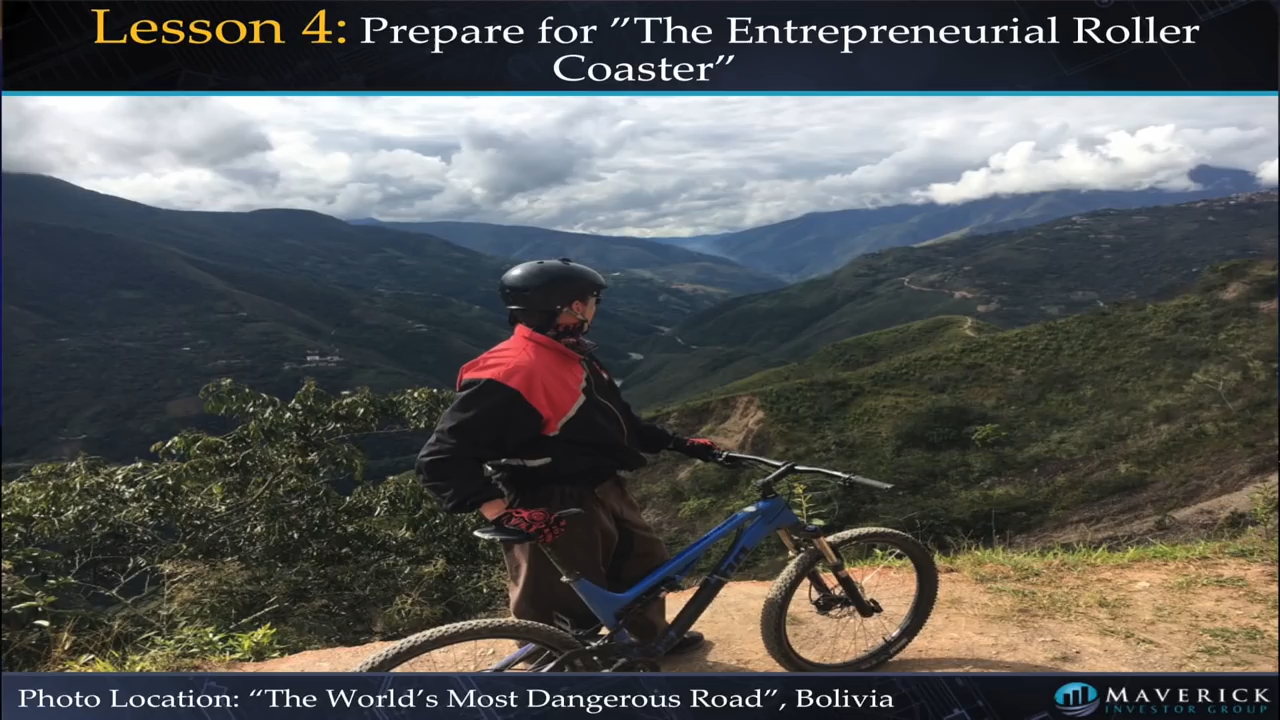 Lesson 4: Prepare for ”The Entrepreneurial Roller
Coaster”
Photo Location: “The World’s Most Dangerous Road”, Bolivia
MAVERICK
INVESTOR GROUP